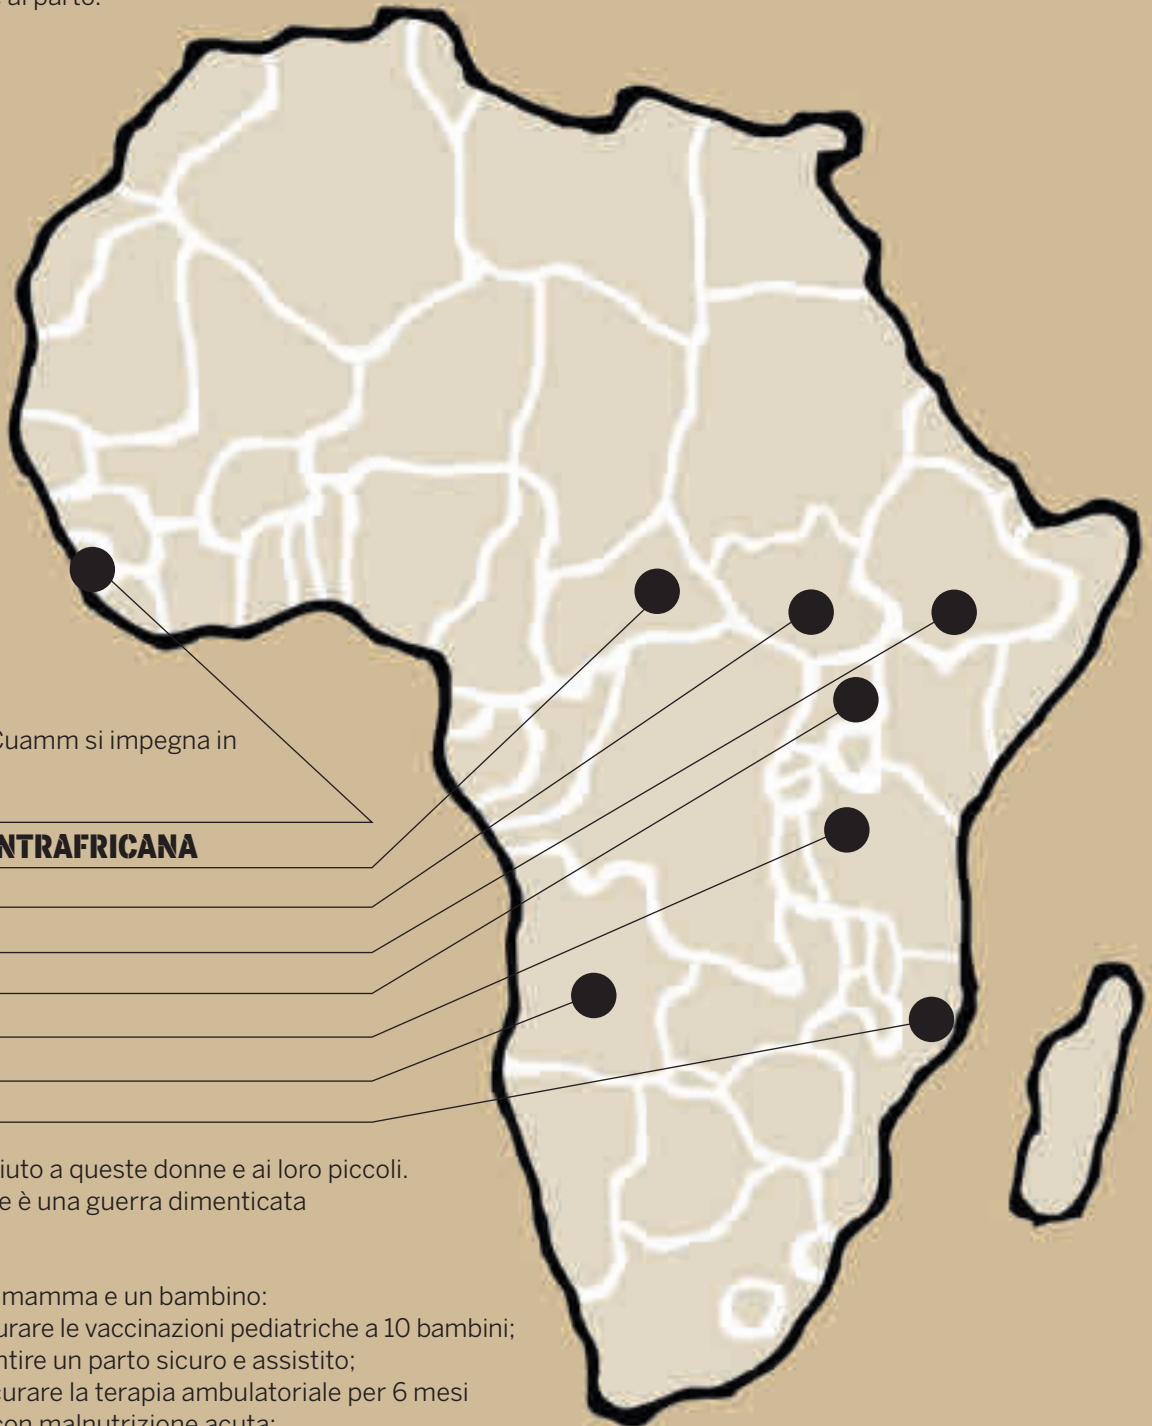 al parto.
Cuamm si impegna in
NTRAFRICANA
iuto a queste donne e ai loro piccoli.
e è una guerra dimenticata
mamma e un bambino:
urare le vaccinazioni pediatriche a 10 bambini;
ntire un parto sicuro e assistito;
curare la terapia ambulatoriale per 6 mesi
con malnutrizione acuta;